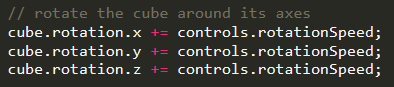 // rotate the cube around its axes
cube.rotation.x += controls.rotationSpeed;
cube.rotation.y += controls.rotationSpeed;
cube.rotation.z += controls.rotationSpeed;